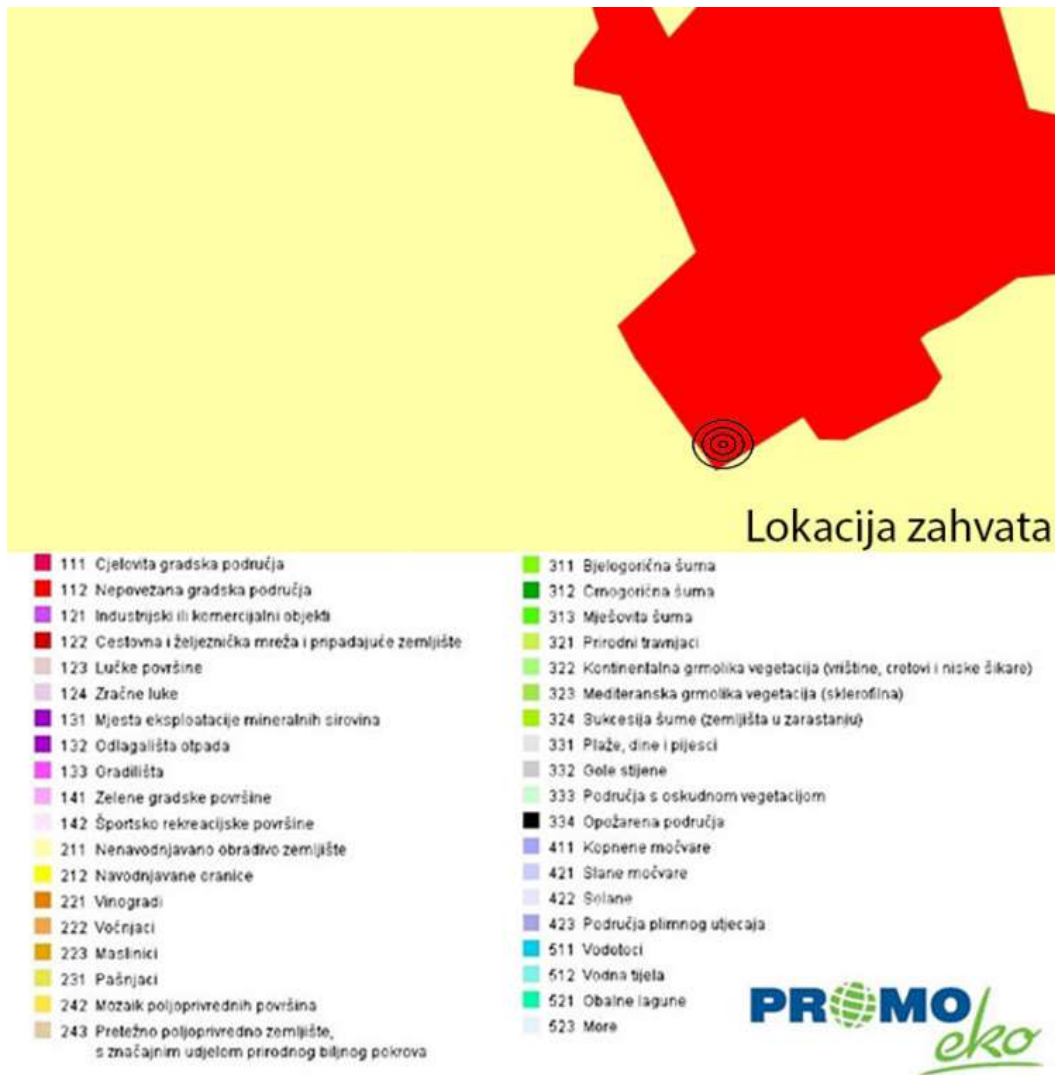 Lokacija zahvata
111 Cjelovita gradska područja
112 Nepovezana gradska područja
121 Industrijski ili komercijalni objekti
122 Cestovna i željeznička mreža i pripadajuće zemljište
123 Lučke površine
124 Zračne luke
131 Mjesta eksploatacije mineralnih sirovina
132 Odlagališta otpada
133 Gradilišta
141 Zelene gradske površine
142 Športsko rekreacijske površine
211 Nenavodnjavano obradivo zemljište
212 Navodnjavane oranice
221 Vinogradi
222 Voćnjaci
223 Maslinici
231 Pašnjaci
242 Mozaik poljoprivrednih površina
243 Pretežno poljoprivredno zemljište,
s značajnim udjelom prirodnog biljnog pokrova
311 Bjelogorična šuma
312 Crnogorična šuma
313 Mješovita šuma
321 Prirodni travnjaci
322 Kontinentalna grmolika vegetacija (vrištine, cretovi i niske šikare)
323 Mediteranska grmolika vegetacija (sklerofilna)
324 Sukcesija šume (zemljišta u zarastanju)
331 Plaže, dine i pijesci
332 Gole stijene
333 Područja s oskudnom vegetacijom
334 Opožarena područja
411 Kopnene močvare
421 Slane močvare
422 Solane
423 Područja plimnog utjecaja
511 Vodotoci
512 Vodna tijela
521 Obalne lagune
523 More
PROMO
eko